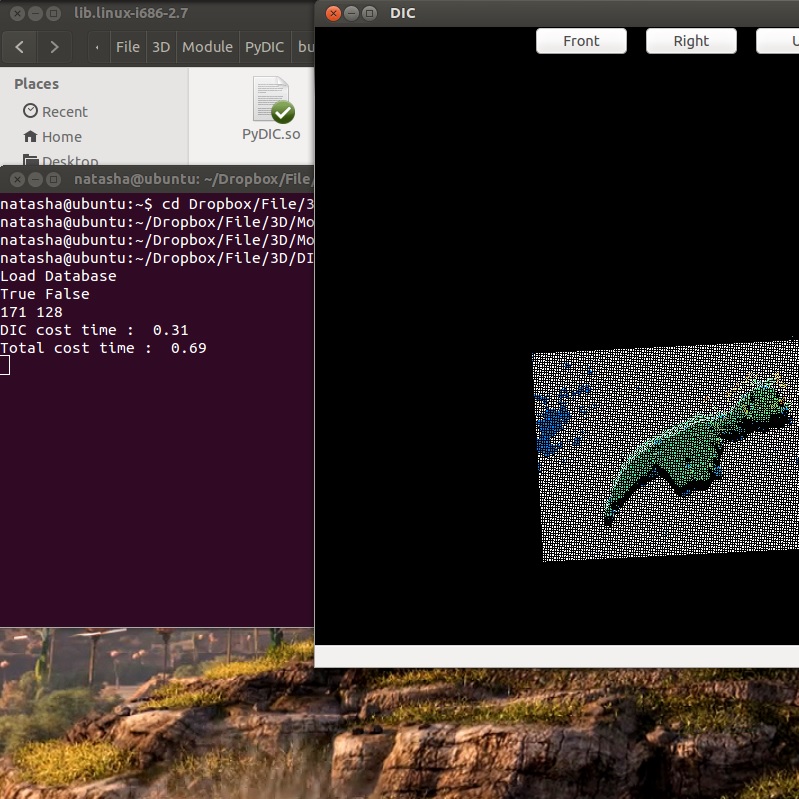 lib.linux-i686-2.7
File 3D Module PyDIC bu
Places
Recent
Home
Desktop
PyDIC.so
natasha@ubuntu: ~/Dropbox/File/
natasha@ubuntu:~$ cd Dropbox/File/3
natasha@ubuntu:~/Dropbox/File/3D/Mo
natasha@ubuntu:~/Dropbox/File/3D/Mo
natasha@ubuntu:~/Dropbox/File/3D/DI
Load Database
True False
171 128
DIC cost time :  0.31
Total cost time :  0.69
DIC
Front Right U